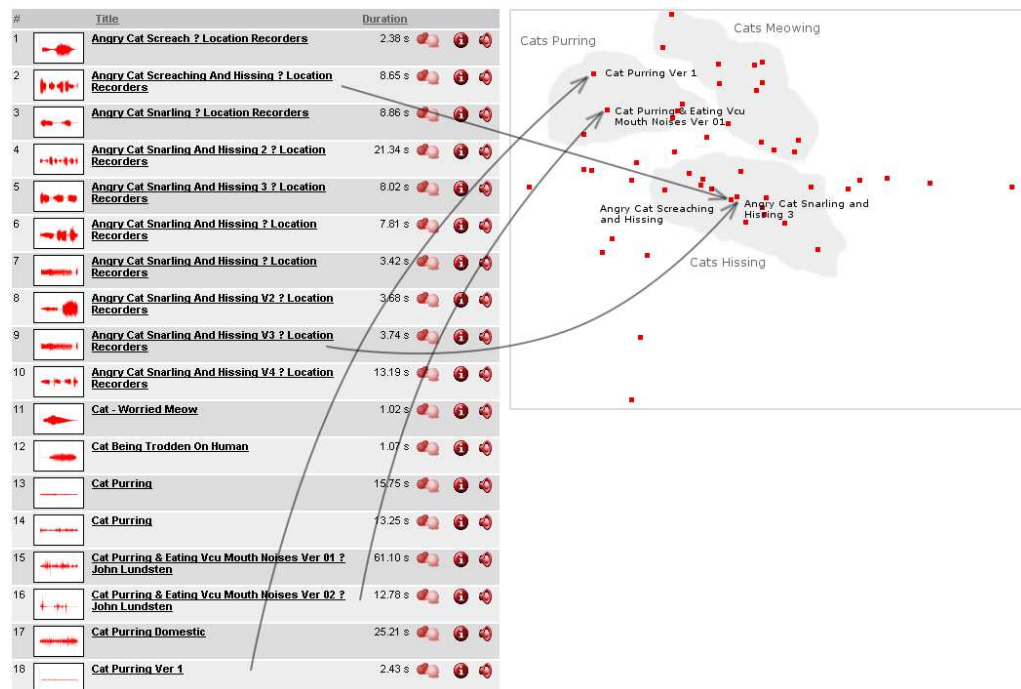 # Title Duration
1 Angry Cat Screach ? Location Recorders 2.38 s
2 Angry Cat Screaching And Hissing ? Location 8.65 s
Recorders
3 Angry Cat Snarling ? Location Recorders 8.86 s
4 Angry Cat Snarling And Hissing 2 ? Location 21.34 s
Recorders
5 Angry Cat Snarling And Hissing 3 ? Location 8.02 s
Recorders
6 Angry Cat Snarling And Hissing ? Location 7.81 s
Recorders
7 Angry Cat Snarling And Hissing ? Location 3.42 s
Recorders
8 Angry Cat Snarling And Hissing V2 ? Location 3.68 s
Recorders
9 Angry Cat Snarling And Hissing V3 ? Location 3.74 s
Recorders
10 Angry Cat Snarling And Hissing V4 ? Location 13.19 s
Recorders
11 Cat - Worried Meow 1.02 s
12 Cat Being Trodden On Human 1.07 s
13 Cat Purring 15.75 s
14 Cat Purring 13.25 s
15 Cat Purring & Eating Vcu Mouth Noises Ver 01 ? 61.10 s
John Lundsten
16 Cat Purring & Eating Vcu Mouth Noises Ver 02 ? 12.78 s
John Lundsten
17 Cat Purring Domestic 25.21 s
18 Cat Purring Ver 1 2.43 s
Cats Meowing
Cats Purring
Cat Purring Ver 1
Cat Purring & Eating Vcu
Mouth Noises Ver 01
Angry Cat Screaching
and Hissing
Angry Cat Snarling and
Hissing 3
Cats Hissing